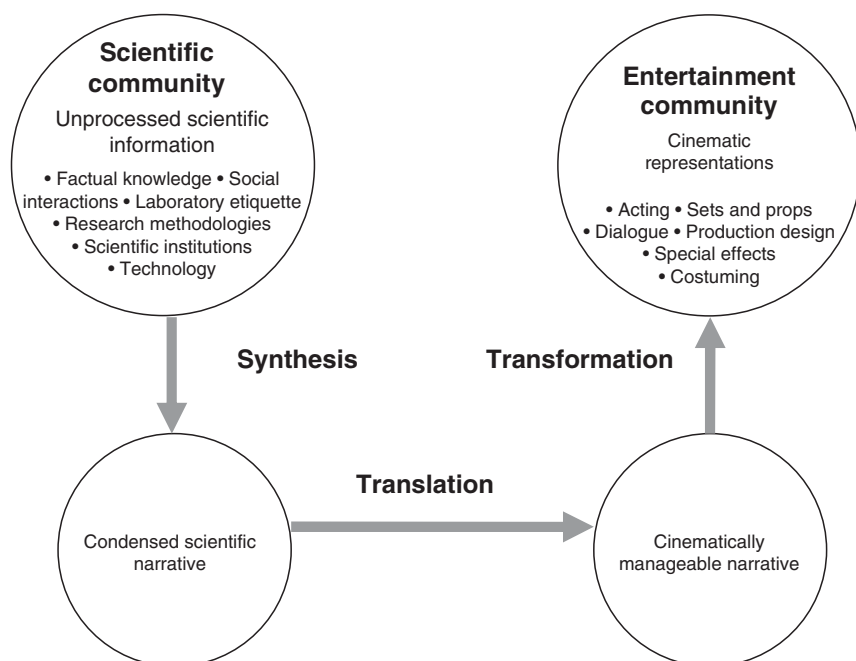 Scientific
community
Unprocessed scientific
information
• Factual knowledge • Social
interactions • Laboratory etiquette
• Research methodologies
• Scientific institutions
• Technology
Entertainment
community
Cinematic
representations
• Acting • Sets and props
• Dialogue • Production design
• Special effects
• Costuming
Synthesis
Transformation
Translation
Condensed scientific
narrative
Cinematically
manageable narrative